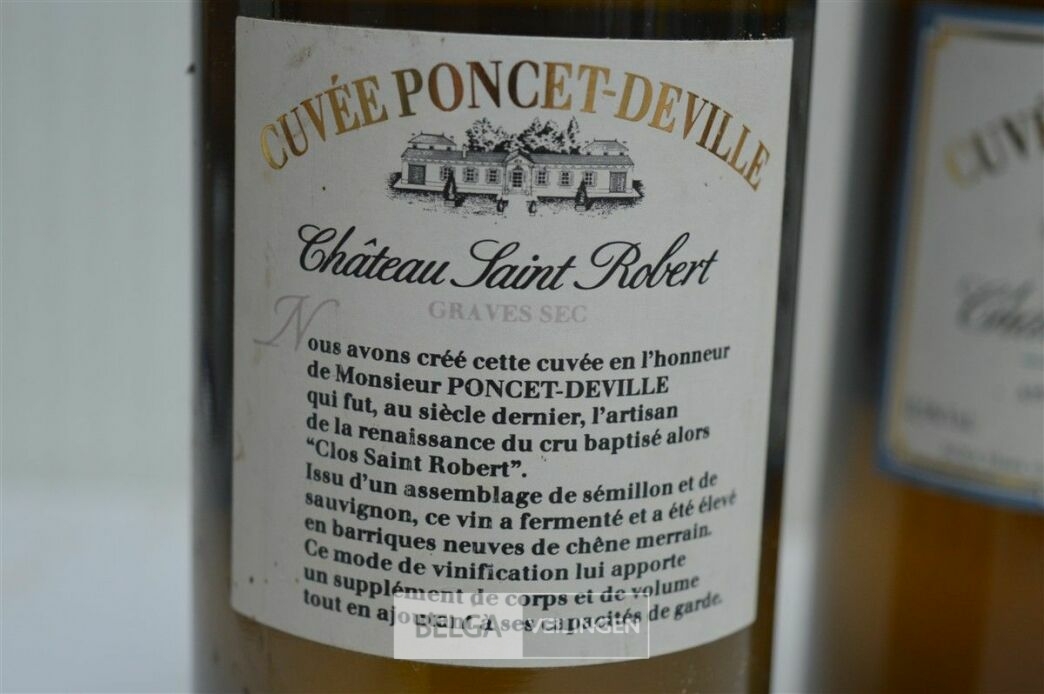 CUVÉE PONCET-DEVILLE
Château Saint Robert
GRAVES SEC
Nous avons créé cette cuvée en l'honneur
de Monsieur PONCET-DEVILLE
qui fut, au siècle dernier, l'artisan
de la renaissance du cru baptisé alors
"Clos Saint Robert".
Issu d'un assemblage de sémillon et de
sauvignon, ce vin a fermenté et a été élevé
en barriques neuves de chêne merrain.
Ce mode de vinification lui apporte
un supplément de corps et de volume
tout en ajoutant à ses capacités de garde.
BELGA VEILINGEN